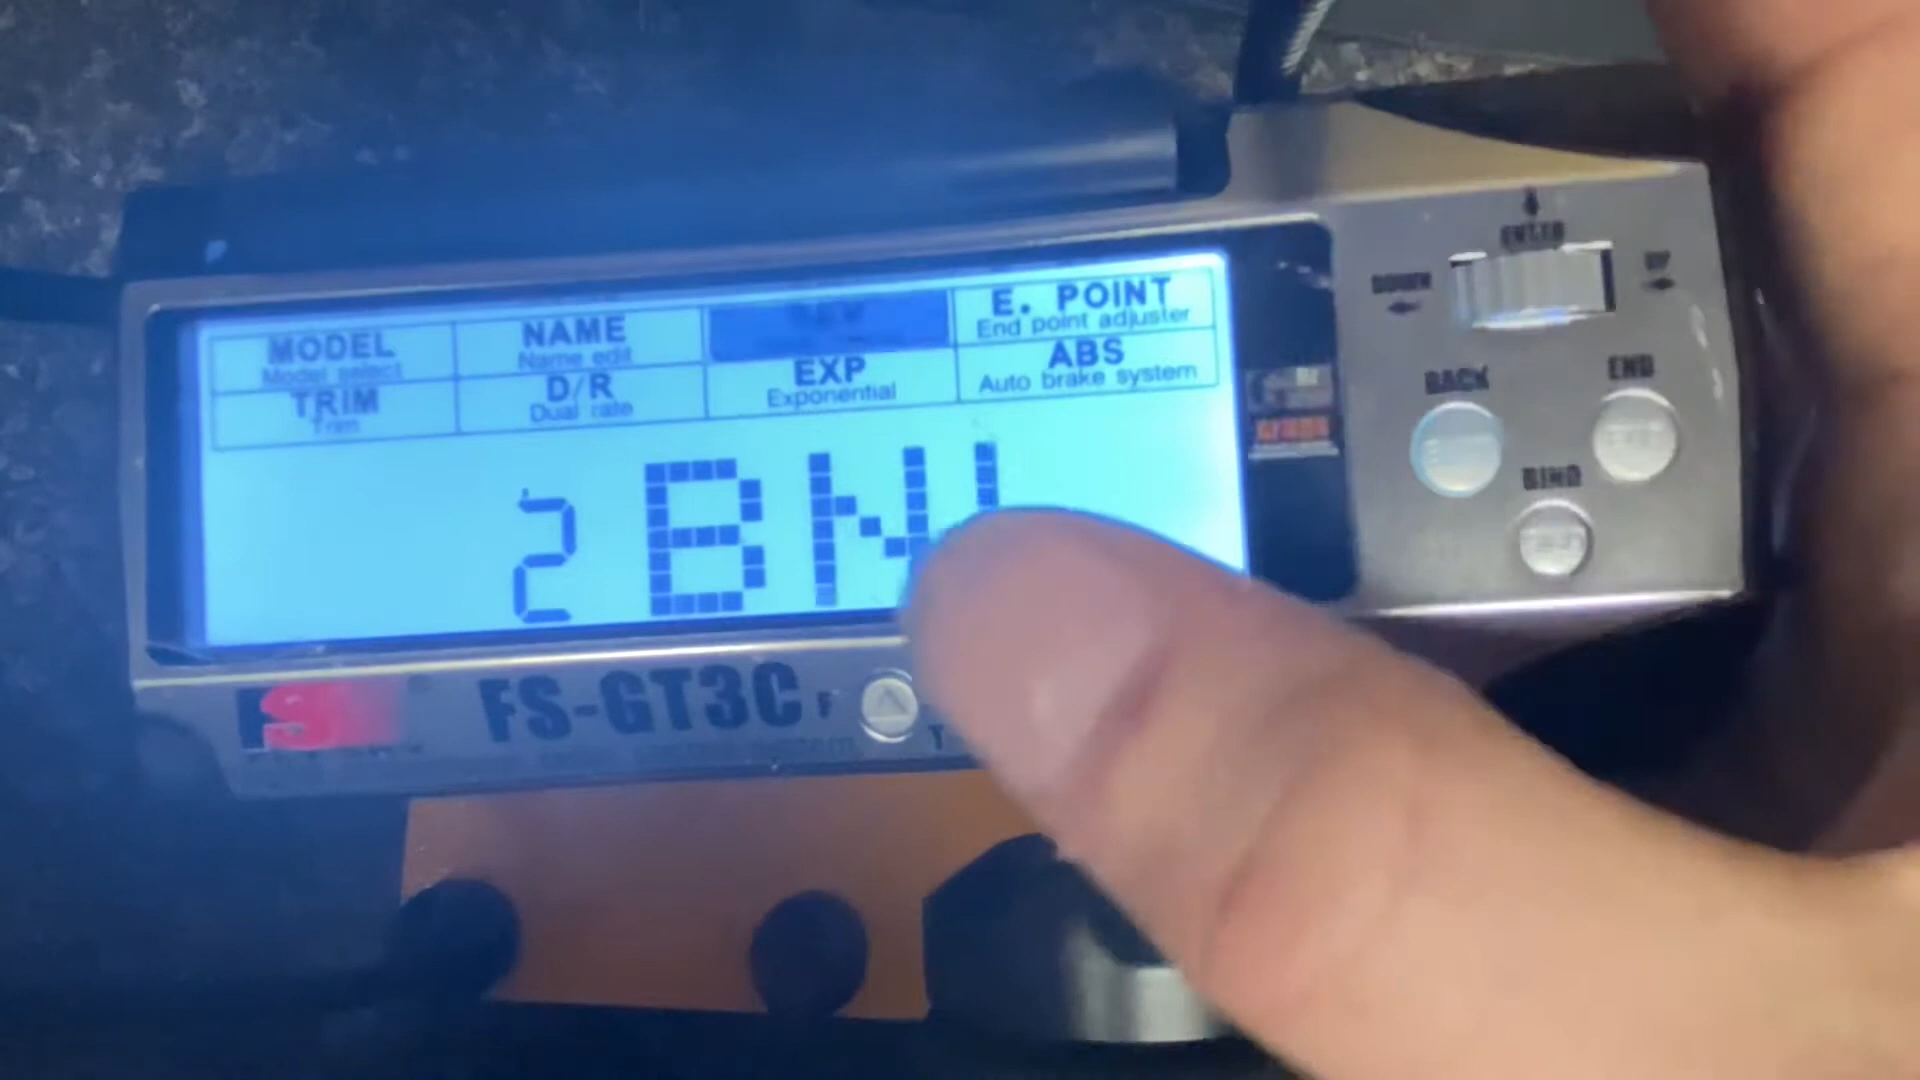 MODEL NAME REV E. POINT
Model select Name edit End point adjuster
TRIM D/R EXP ABS
Trim Dual rate Exponential Auto brake system
2 BN
FS-GT3C
ENTER
DOWN UP
BACK END
BIND